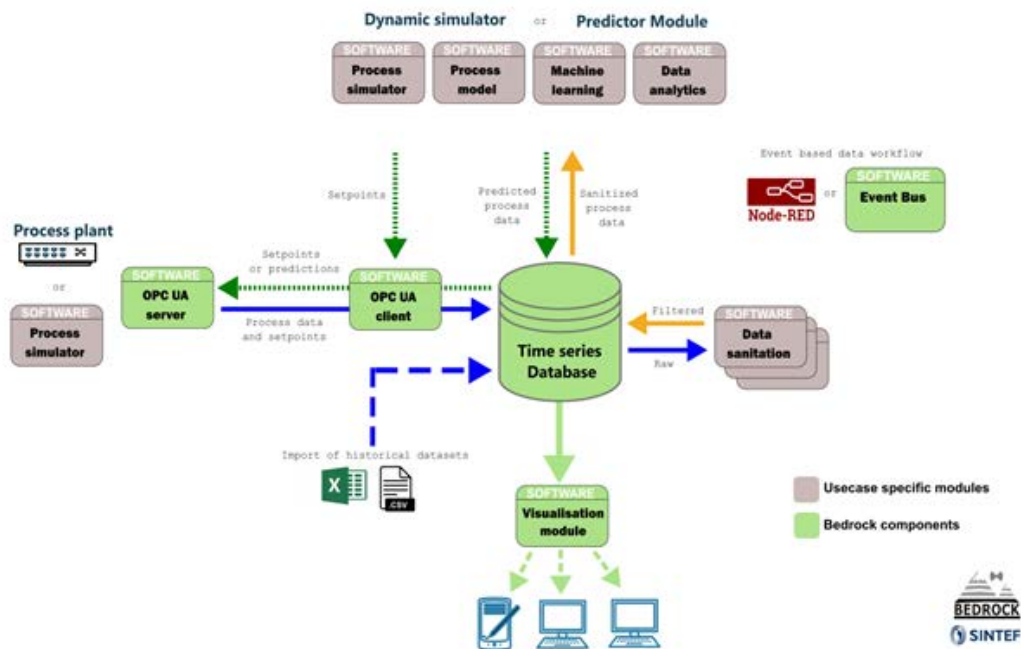 Dynamic simulator or Predictor Module
SOFTWARE
Process
simulator
SOFTWARE
Process
model
SOFTWARE
Machine
learning
SOFTWARE
Data
analytics
Setpoints
Predicted
process
data
Sanitized
process
data
Event based data workflow
Node-RED
or
SOFTWARE
Event Bus
Process plant
or
SOFTWARE
Process
simulator
SOFTWARE
OPC UA
server
Setpoints
or predictions
Process data
and setpoints
SOFTWARE
OPC UA
client
Time series
Database
Filtered
Raw
SOFTWARE
Data
sanitation
Import of historical datasets
X
.CSV
SOFTWARE
Visualisation
module
Usecase specific modules
Bedrock components
BEDROCK
SINTEF